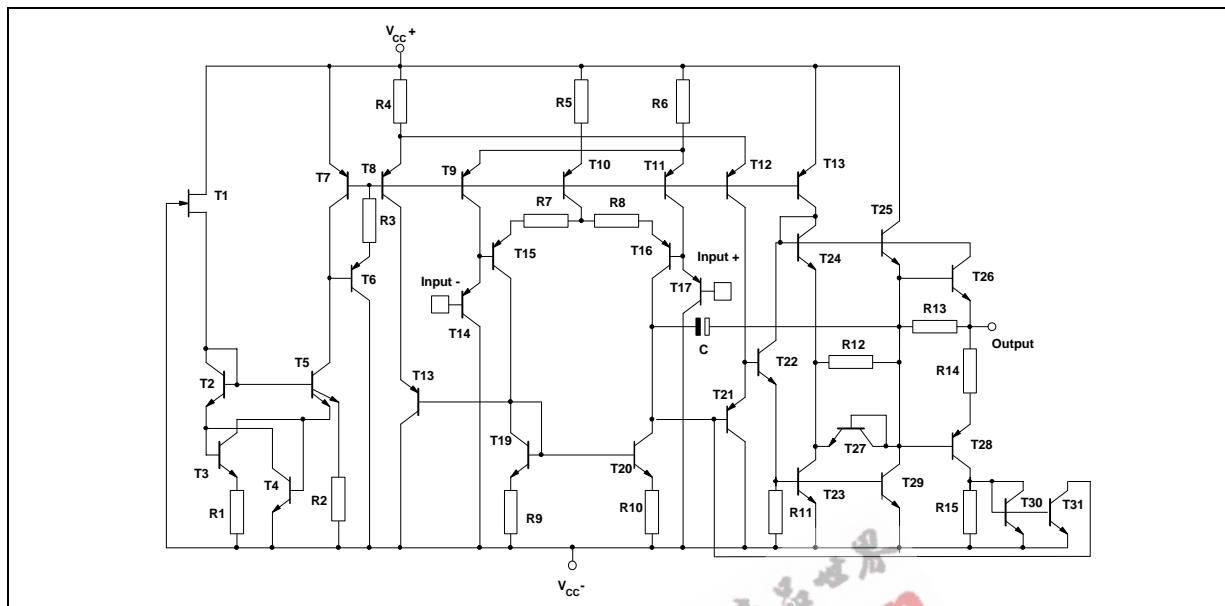 VCC +
R4
R5
R6
T7
T8
T9
T10
T11
T12
T13
T1
R3
R7
R8
T25
T15
T16
Input +
T24
T6
Input -
T17
T26
T14
R13
C
Output
T22
R12
R14
T2
T5
T13
T21
T19
T20
T27
T28
T3
T4
T23
T29
R1
R2
R9
R10
R11
R15
T30
T31
VCC -